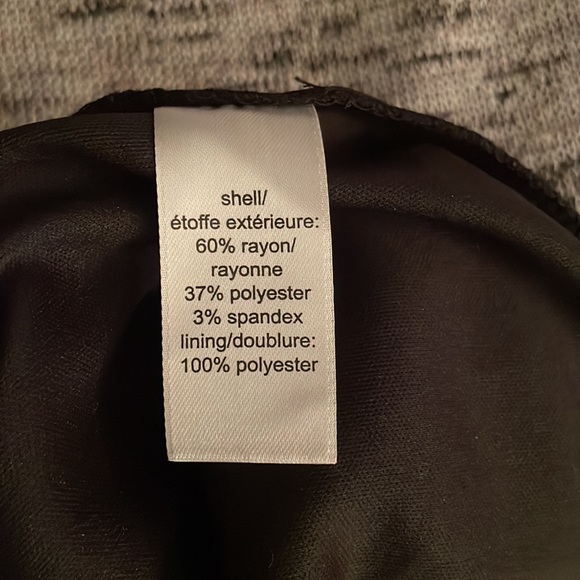 shell/
étoffe extérieure:
60% rayon/
rayonne
37% polyester
3% spandex
lining/doublure:
100% polyester